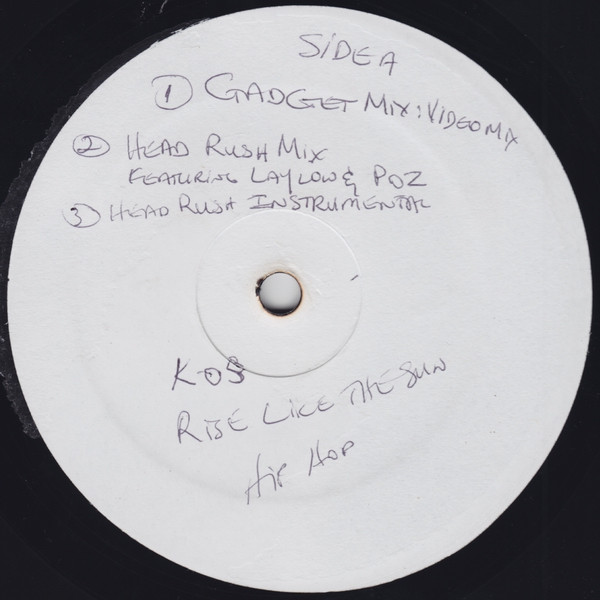 SIDE A
1 GADGET MIX: VIDEO MIX
2 HEAD RUSH MIX
FEATURING LAYLOW & POZ
3 HEAD RUSH INSTRUMENTAL
K-OS
RISE LIKE THE SUN
HIP HOP